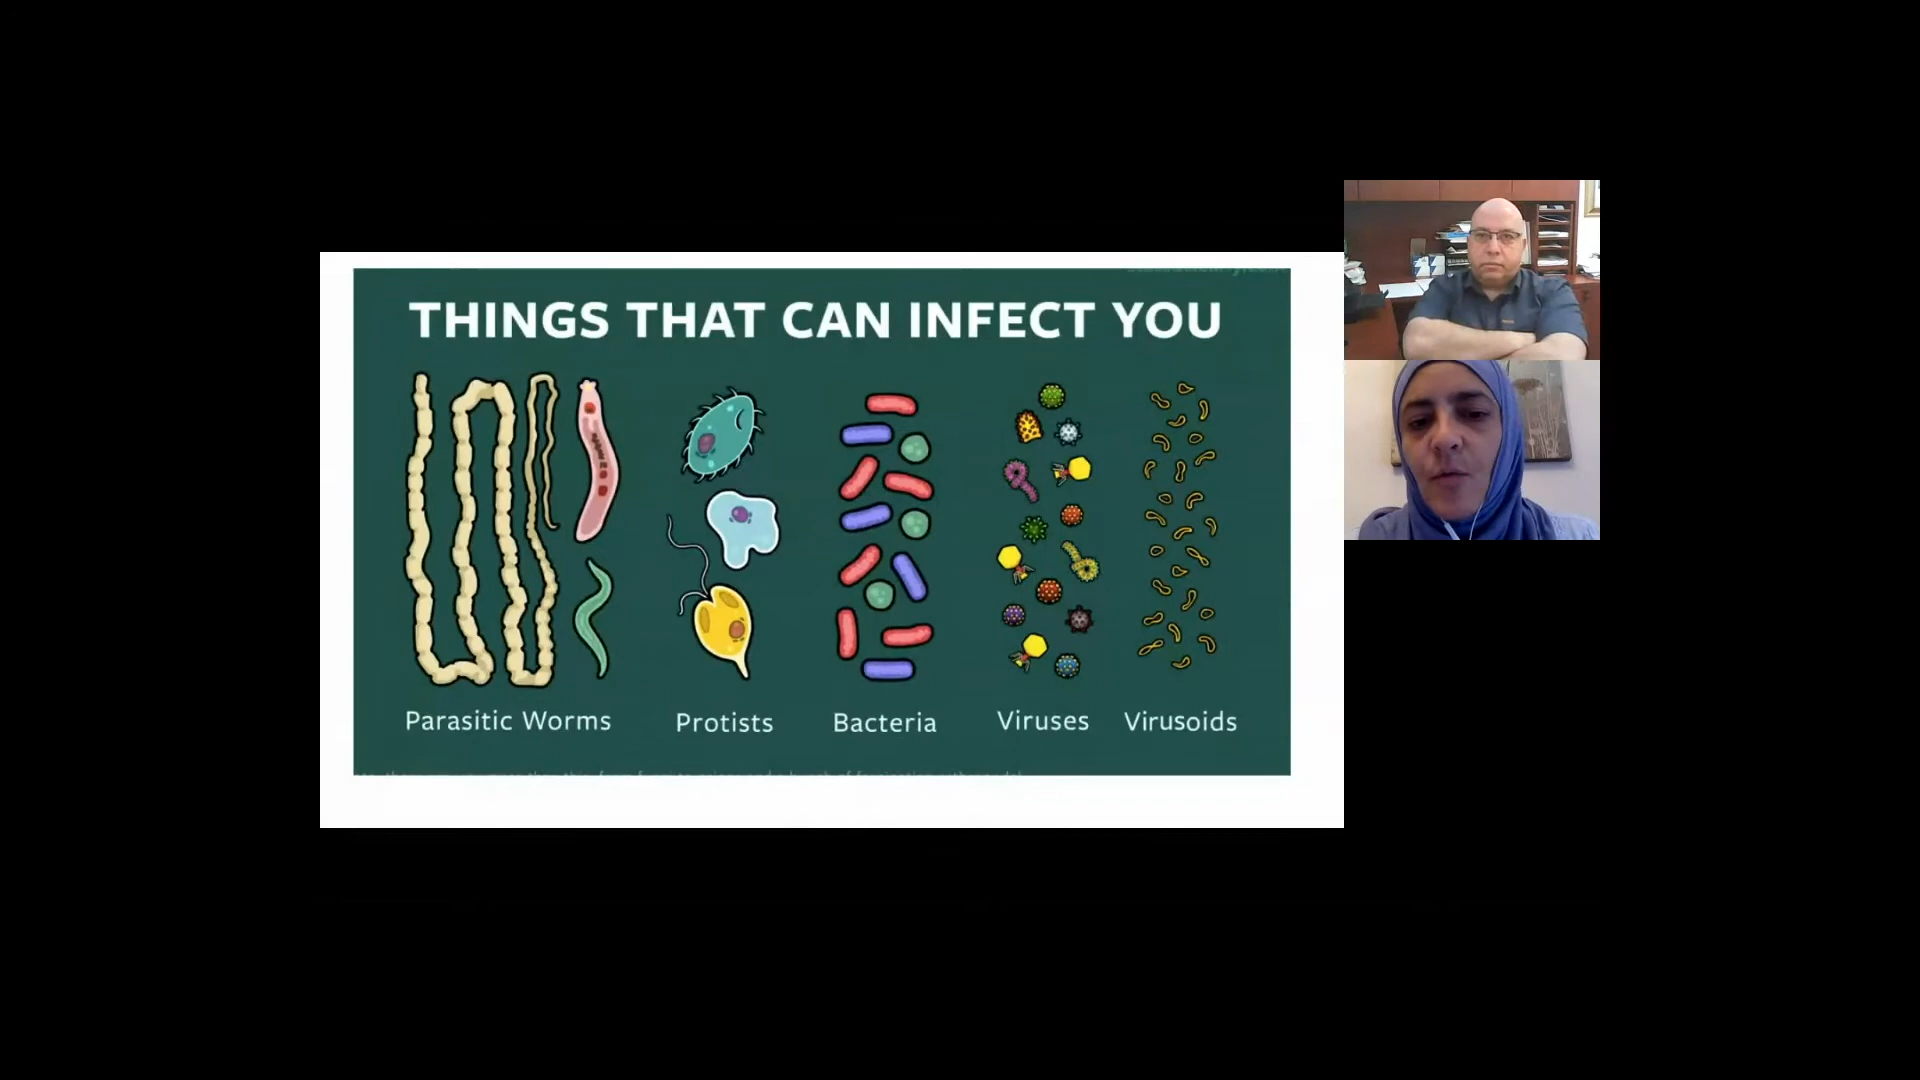 THINGS THAT CAN INFECT YOU
Parasitic Worms
Protists
Bacteria
Viruses
Virusoids